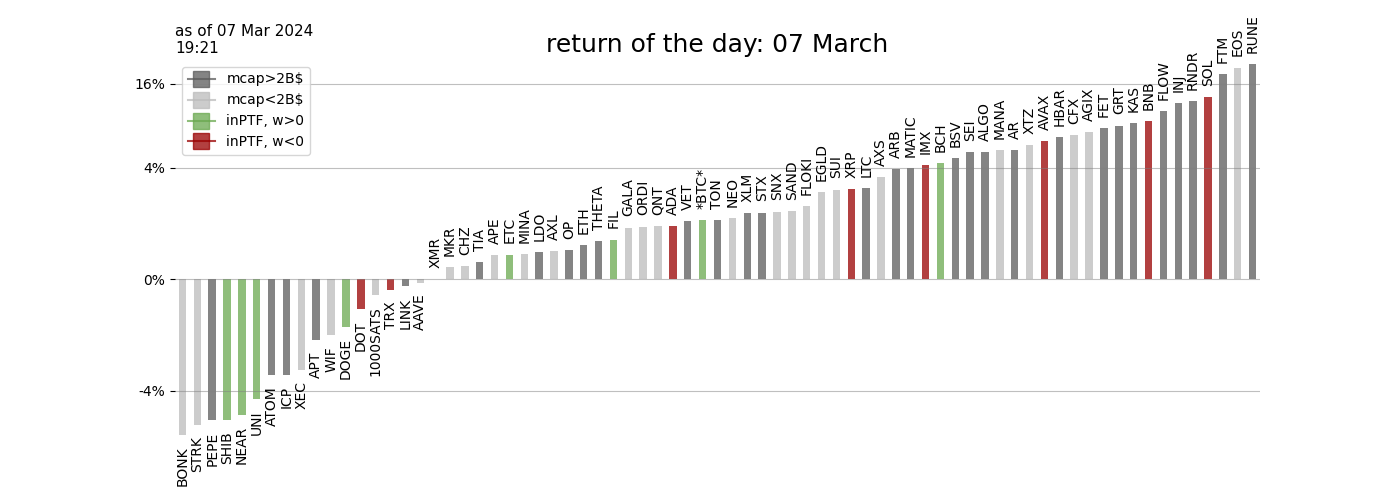 as of 07 Mar 2024
19:21
return of the day: 07 March
mcap>2B$
mcap<2B$
inPTF, w>0
inPTF, w<0
16%
4%
0%
-4%
BONK
STRK
PEPE
SHIB
NEAR
UNI
ATOM
ICP
XEC
APT
WIF
DOGE
DOT
1000SATS
TRX
LINK
AAVE
XMR
MKR
CHZ
TIA
APE
ETC
MINA
LDO
AXL
OP
ETH
THETA
FIL
GALA
ORDI
QNT
ADA
VET
*BTC*
TON
NEO
XLM
STX
SNX
SAND
FLOKI
EGLD
SUI
XRP
LTC
AXS
ARB
MATIC
IMX
BCH
BSV
SEI
ALGO
MANA
AR
XTZ
AVAX
HBAR
CFX
AGIX
FET
GRT
KAS
BNB
FLOW
INJ
RNDR
SOL
FTM
EOS
RUNE